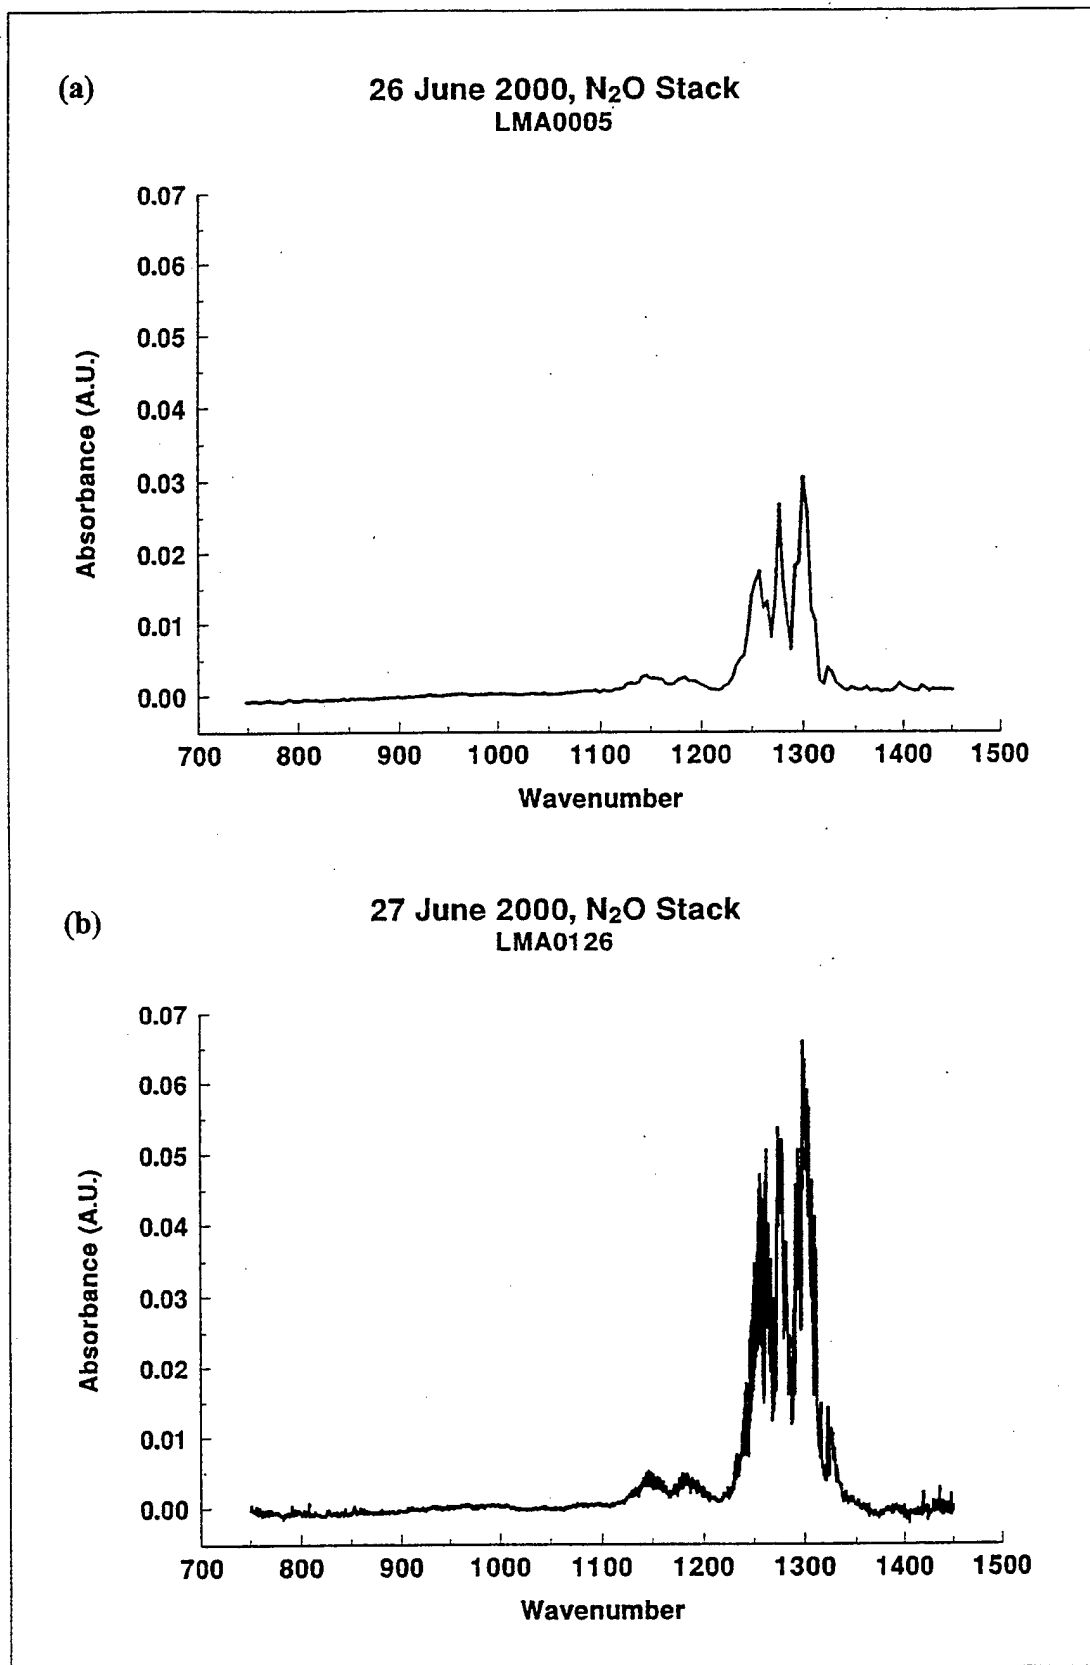 (a)
26 June 2000, N₂O Stack
LMA0005
0.07
0.06
0.05
0.04
0.03
0.02
0.01
0.00
Absorbance (A.U.)
700 800 900 1000 1100 1200 1300 1400 1500
Wavenumber
(b)
27 June 2000, N₂O Stack
LMA0126
0.07
0.06
0.05
0.04
0.03
0.02
0.01
0.00
Absorbance (A.U.)
700 800 900 1000 1100 1200 1300 1400 1500
Wavenumber